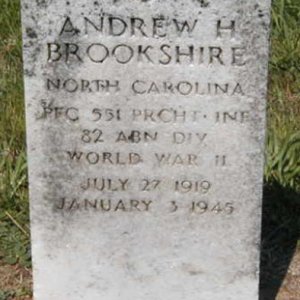 ANDREW H
BROOKSHIRE
NORTH CAROLINA
PFC 551 PRCHT INF
82 ABN DIV
WORLD WAR II
JULY 27 1919
JANUARY 3 1945